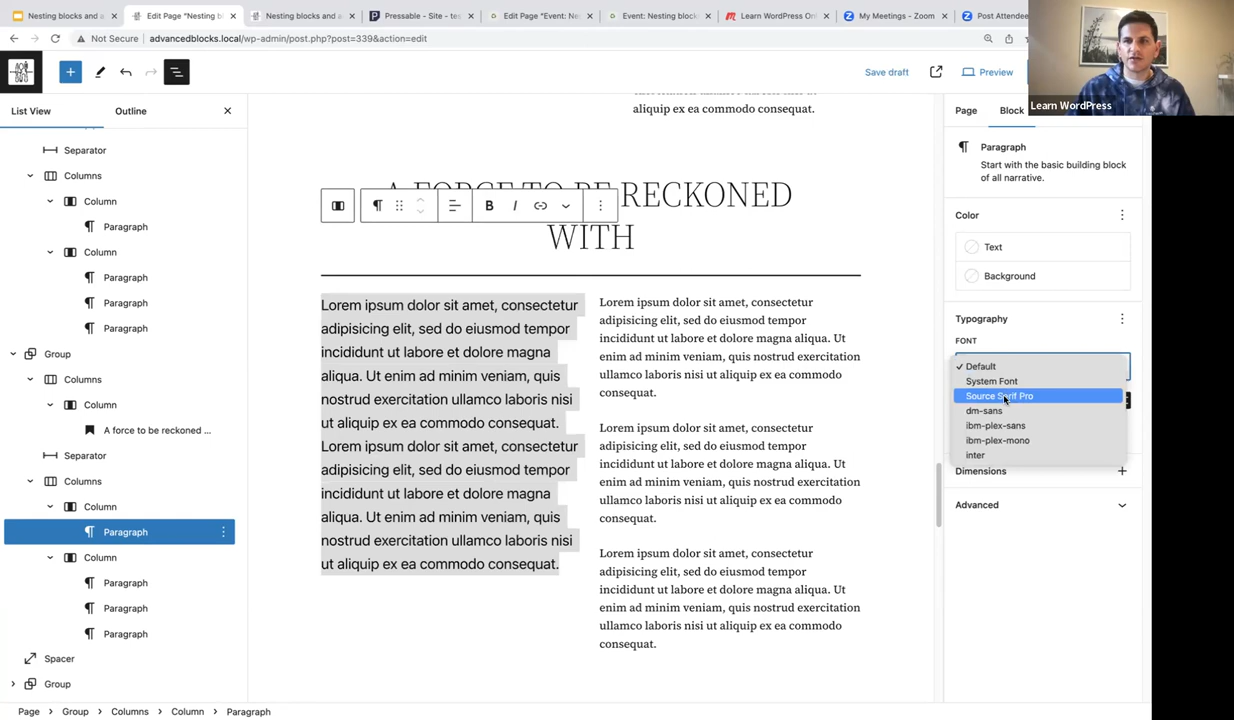 Nesting blocks and a
Edit Page "Nesting b
Nesting blocks and a
Pressable - Site - tes
Edit Page "Event: Ne
Event: Nesting block
Learn WordPress On
My Meetings - Zoom
Post Attendee
Not Secure
advancedblocks.local/wp-admin/post.php?post=339&action=edit
Save draft
Preview
Learn WordPress
List View
Outline
Page
Block
Separator
Columns
Column
Paragraph
Column
Paragraph
Paragraph
Paragraph
Group
Columns
Column
A force to be reckoned ...
Separator
Columns
Column
Paragraph
Column
Paragraph
Paragraph
Paragraph
Spacer
Group
aliquip ex ea commodo consequat.
A FORCE TO BE RECKONED
WITH
B
I
Lorem ipsum dolor sit amet, consectetur
adipisicing elit, sed do eiusmod tempor
incididunt ut labore et dolore magna
aliqua. Ut enim ad minim veniam, quis
nostrud exercitation ullamco laboris nisi
ut aliquip ex ea commodo consequat.
Lorem ipsum dolor sit amet, consectetur
adipisicing elit, sed do eiusmod tempor
incididunt ut labore et dolore magna
aliqua. Ut enim ad minim veniam, quis
nostrud exercitation ullamco laboris nisi
ut aliquip ex ea commodo consequat.
Lorem ipsum dolor sit amet, consectetur
adipisicing elit, sed do eiusmod tempor
incididunt ut labore et dolore magna aliqua. Ut
enim ad minim veniam, quis nostrud exercitation
ullamco laboris nisi ut aliquip ex ea commodo
consequat.
Lorem ipsum dolor sit amet, consectetur
adipisicing elit, sed do eiusmod tempor
incididunt ut labore et dolore magna aliqua. Ut
enim ad minim veniam, quis nostrud exercitation
ullamco laboris nisi ut aliquip ex ea commodo
consequat.
Lorem ipsum dolor sit amet, consectetur
adipisicing elit, sed do eiusmod tempor
incididunt ut labore et dolore magna aliqua. Ut
enim ad minim veniam, quis nostrud exercitation
ullamco laboris nisi ut aliquip ex ea commodo
consequat.
Paragraph
Start with the basic building block
of all narrative.
Color
Text
Background
Typography
FONT
✓ Default
System Font
Source Serif Pro
dm-sans
ibm-plex-sans
ibm-plex-mono
inter
Dimensions
Advanced
Page > Group > Columns > Column > Paragraph